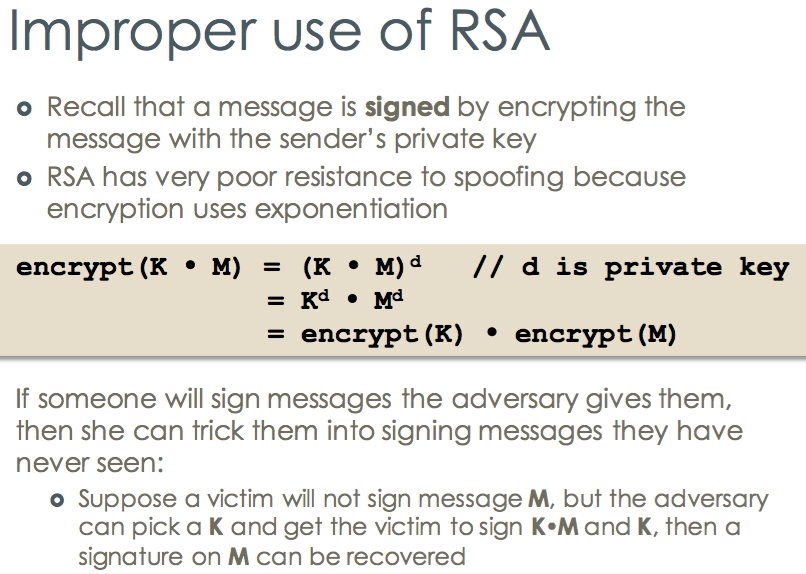 Improper use of RSA
Recall that a message is signed by encrypting the
message with the sender's private key
RSA has very poor resistance to spoofing because
encryption uses exponentiation
encrypt(K • M) = (K • M)ᵈ // d is private key
= Kᵈ • Mᵈ
= encrypt(K) • encrypt(M)
If someone will sign messages the adversary gives them,
then she can trick them into signing messages they have
never seen:
Suppose a victim will not sign message M, but the adversary
can pick a K and get the victim to sign K•M and K, then a
signature on M can be recovered